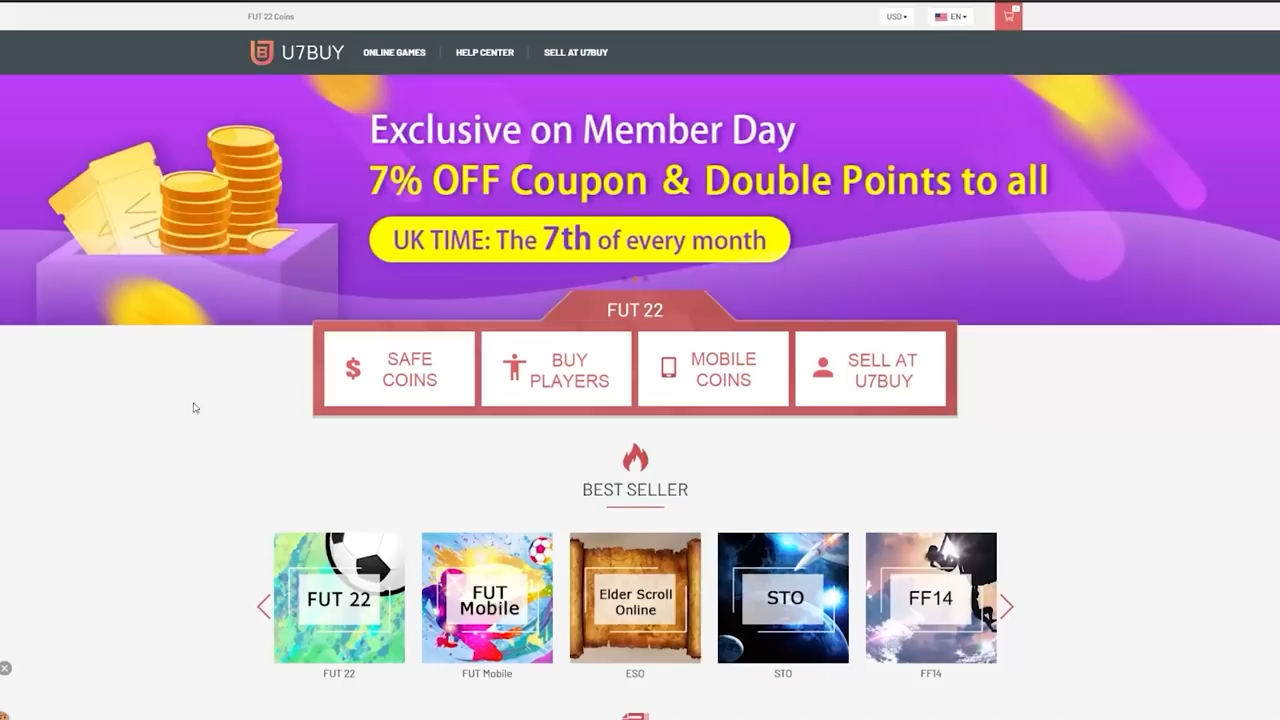 FUT 22 Coins
USD
EN
1
U7BUY
ONLINE GAMES
HELP CENTER
SELL AT U7BUY
Exclusive on Member Day
7% OFF Coupon & Double Points to all
UK TIME: The 7th of every month
FUT 22
SAFE
COINS
BUY
PLAYERS
MOBILE
COINS
SELL AT
U7BUY
BEST SELLER
FUT 22
FUT
Mobile
Elder Scroll
Online
STO
FF14
FUT 22
FUT Mobile
ESO
STO
FF14